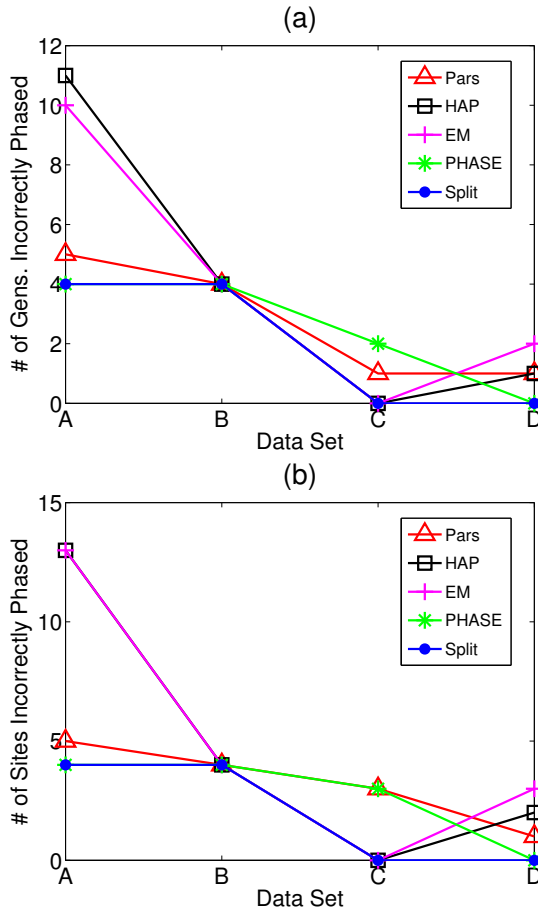 (a)
12
10
8
6
4
2
0
# of Gens. Incorrectly Phased
Pars
HAP
EM
PHASE
Split
A B C D
Data Set
(b)
15
10
5
0
# of Sites Incorrectly Phased
Pars
HAP
EM
PHASE
Split
A B C D
Data Set